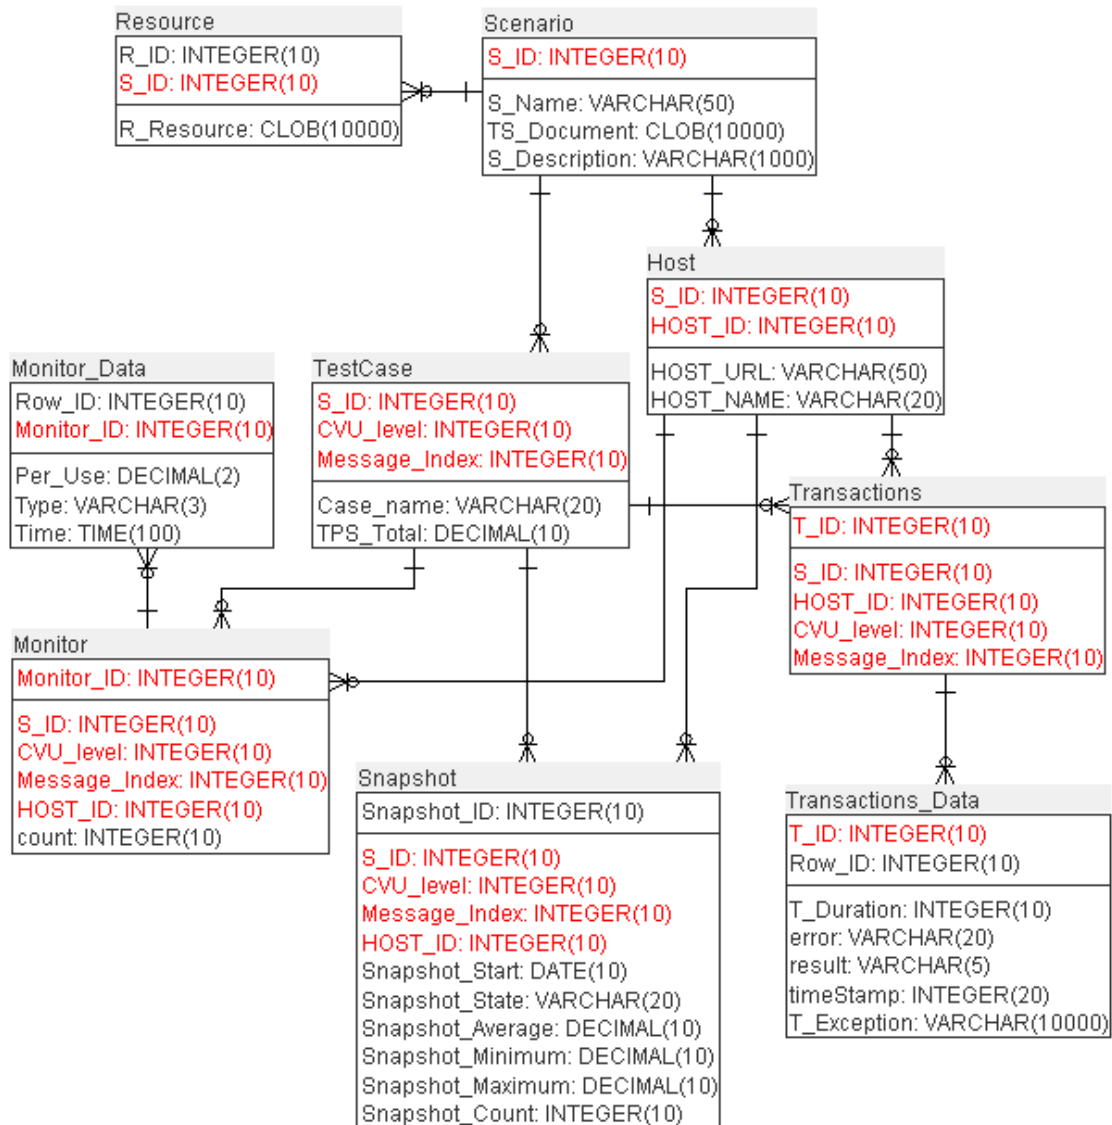 Resource
R_ID: INTEGER(10)
S_ID: INTEGER(10)
R_Resource: CLOB(10000)
Scenario
S_ID: INTEGER(10)
S_Name: VARCHAR(50)
TS_Document: CLOB(10000)
S_Description: VARCHAR(1000)
Host
S_ID: INTEGER(10)
HOST_ID: INTEGER(10)
HOST_URL: VARCHAR(50)
HOST_NAME: VARCHAR(20)
Monitor_Data
Row_ID: INTEGER(10)
Monitor_ID: INTEGER(10)
Per_Use: DECIMAL(2)
Type: VARCHAR(3)
Time: TIME(100)
TestCase
S_ID: INTEGER(10)
CVU_level: INTEGER(10)
Message_Index: INTEGER(10)
Case_name: VARCHAR(20)
TPS_Total: DECIMAL(10)
Transactions
T_ID: INTEGER(10)
S_ID: INTEGER(10)
HOST_ID: INTEGER(10)
CVU_level: INTEGER(10)
Message_Index: INTEGER(10)
Monitor
Monitor_ID: INTEGER(10)
S_ID: INTEGER(10)
CVU_level: INTEGER(10)
Message_Index: INTEGER(10)
HOST_ID: INTEGER(10)
count: INTEGER(10)
Snapshot
Snapshot_ID: INTEGER(10)
S_ID: INTEGER(10)
CVU_level: INTEGER(10)
Message_Index: INTEGER(10)
HOST_ID: INTEGER(10)
Snapshot_Start: DATE(10)
Snapshot_State: VARCHAR(20)
Snapshot_Average: DECIMAL(10)
Snapshot_Minimum: DECIMAL(10)
Snapshot_Maximum: DECIMAL(10)
Snapshot_Count: INTEGER(10)
Transactions_Data
T_ID: INTEGER(10)
Row_ID: INTEGER(10)
T_Duration: INTEGER(10)
error: VARCHAR(20)
result: VARCHAR(5)
timeStamp: INTEGER(20)
T_Exception: VARCHAR(10000)